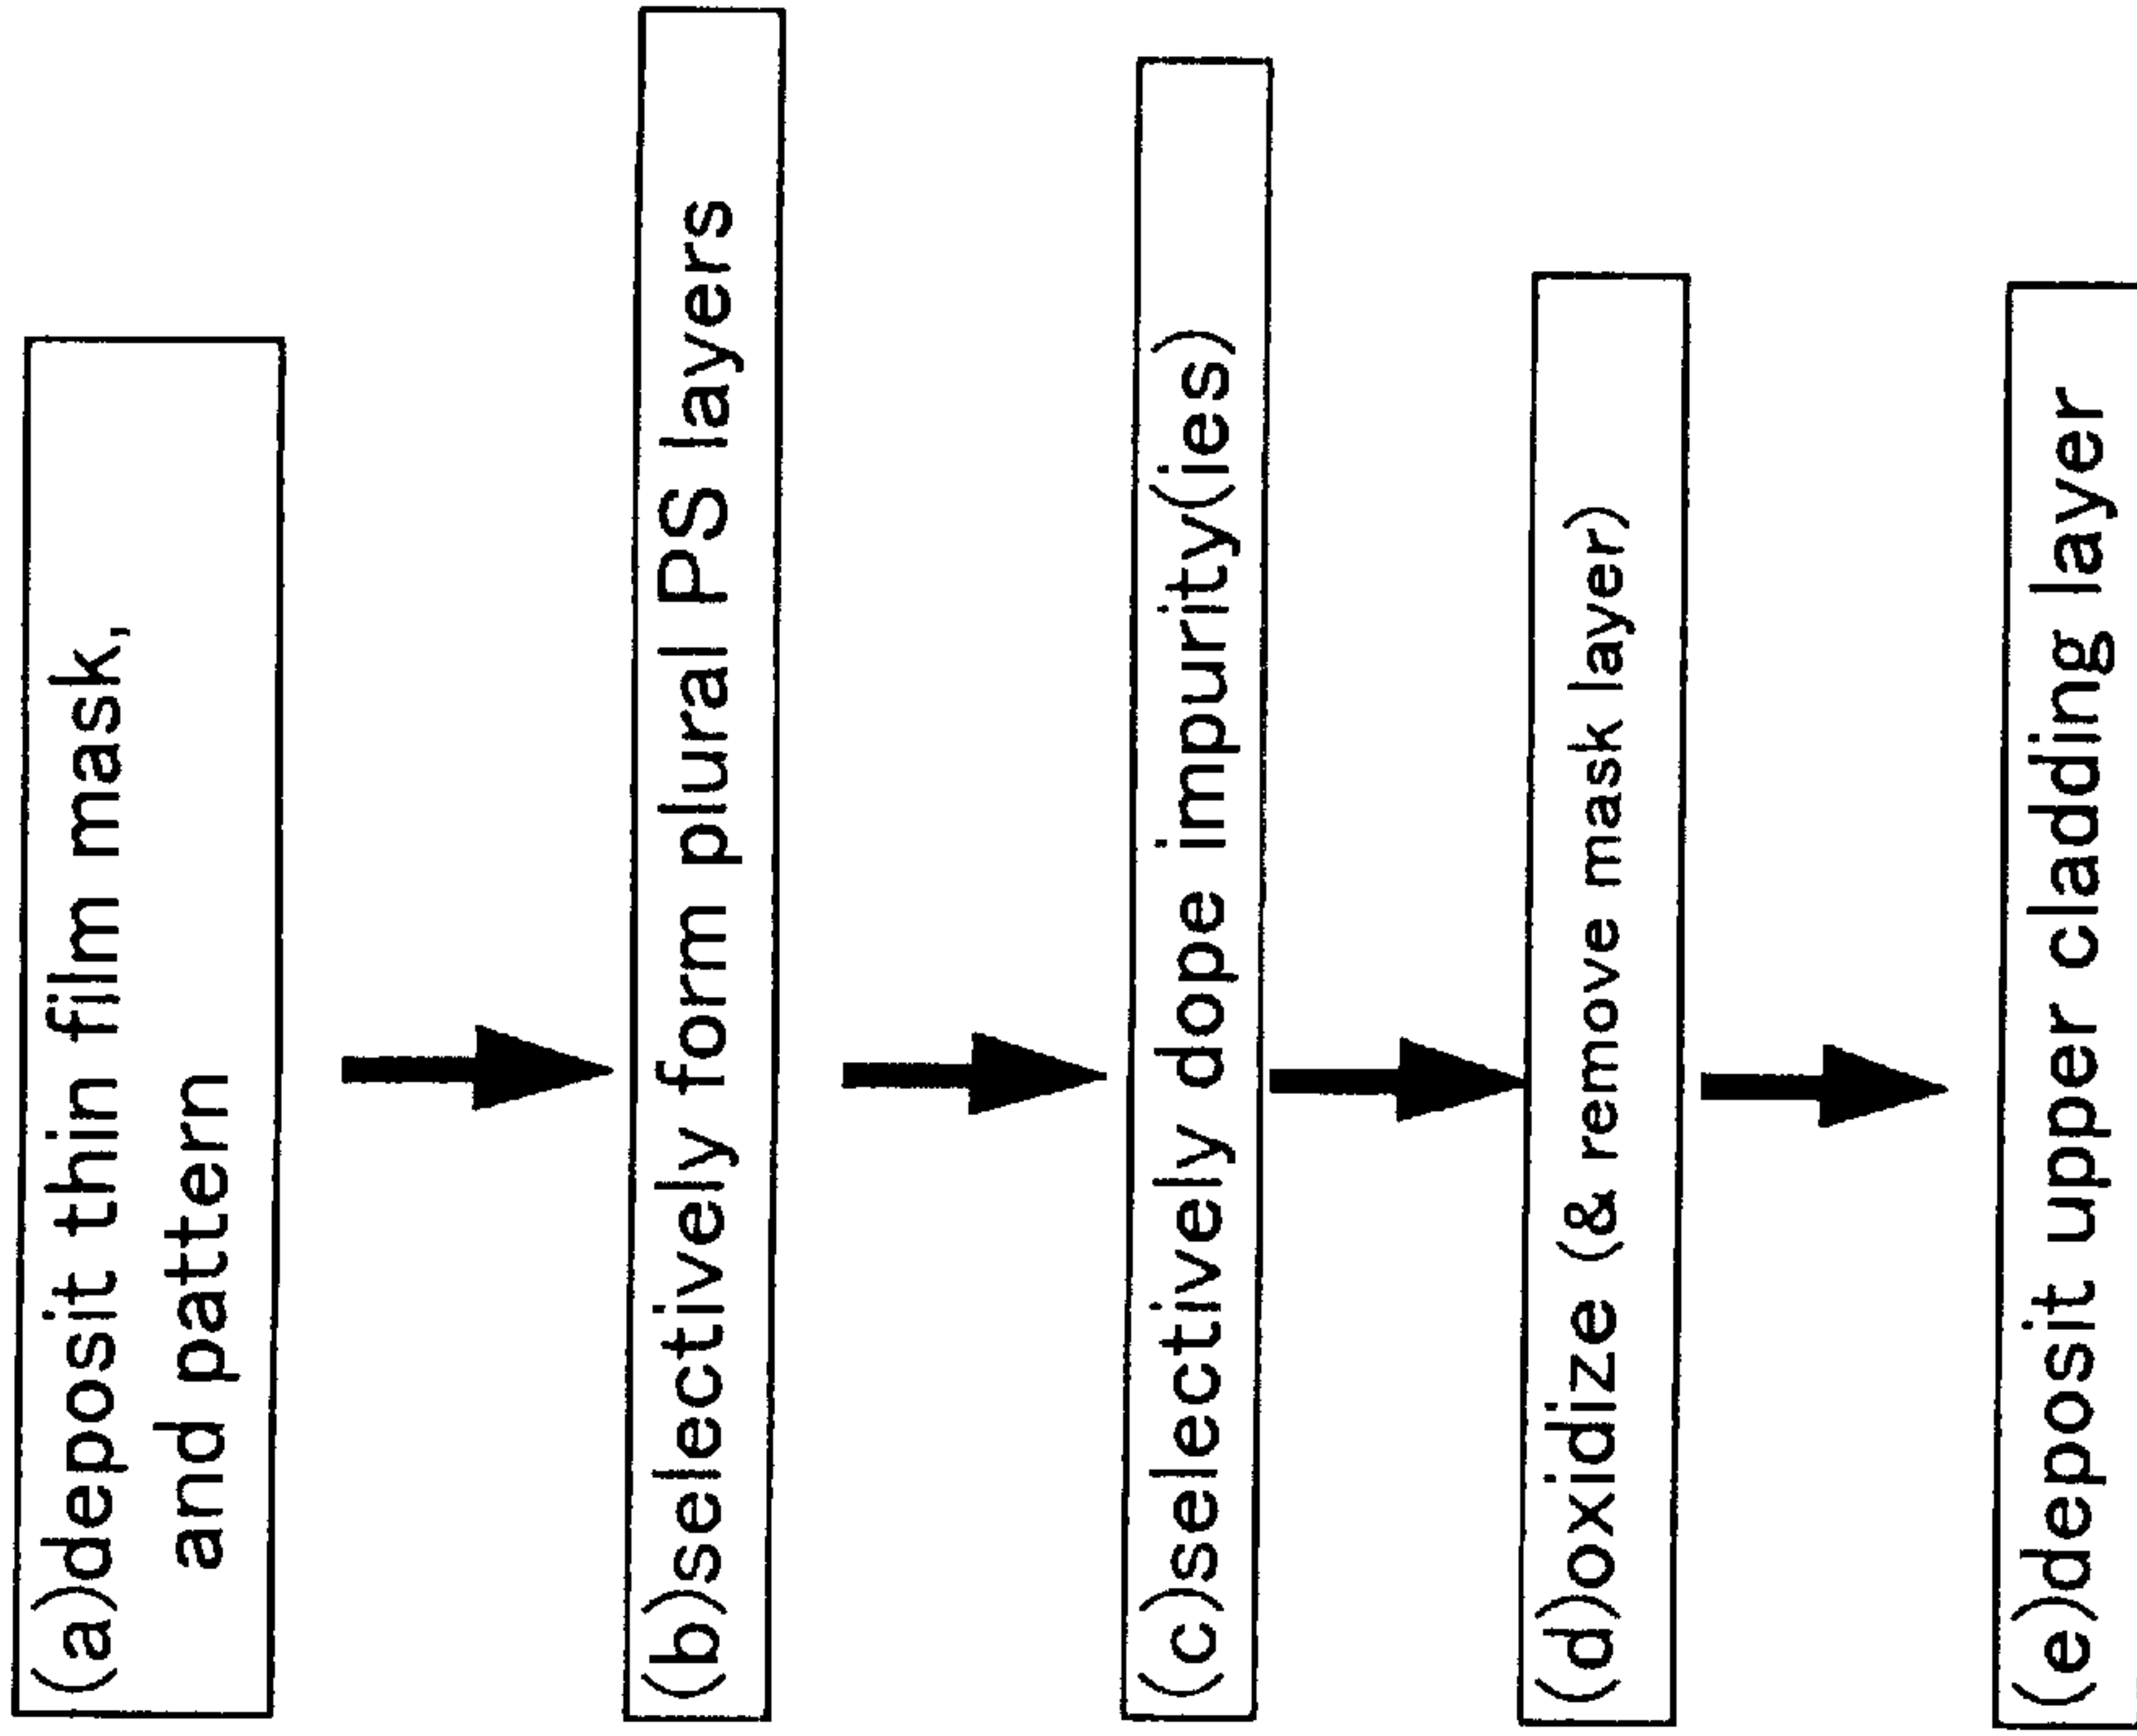 (a)deposit thin film mask,
and pattern
(b)selectively form plural PS layers
(c)selectively dope impurity(ies)
(d)oxidize (& remove mask layer)
(e)deposit upper cladding layer